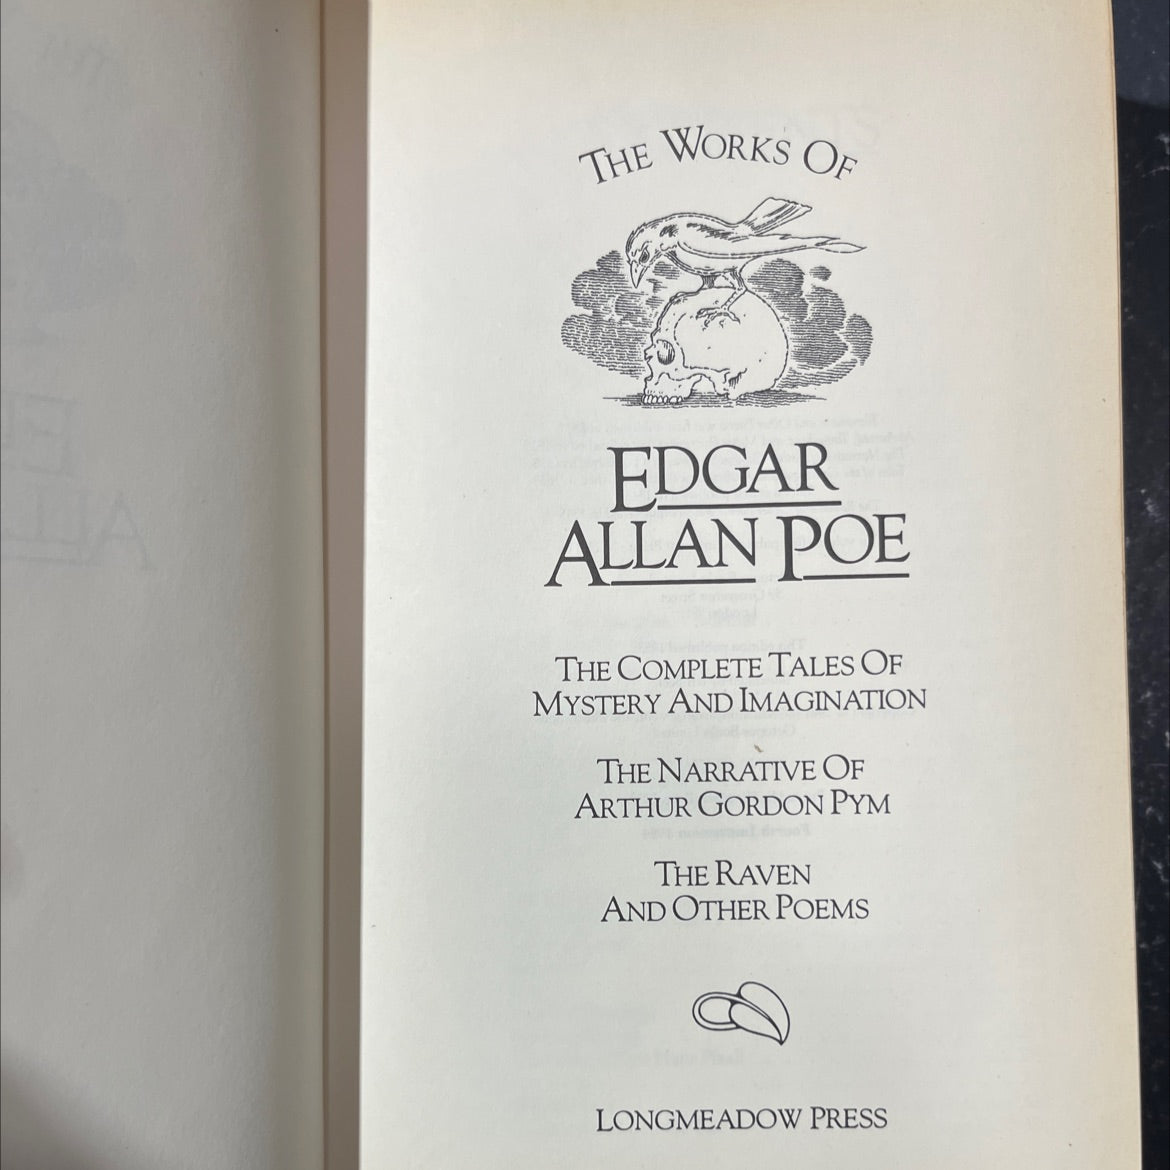 THE WORKS OF
EDGAR
ALLAN POE
THE COMPLETE TALES OF
MYSTERY AND IMAGINATION
THE NARRATIVE OF
ARTHUR GORDON PYM
THE RAVEN
AND OTHER POEMS
LONGMEADOW PRESS